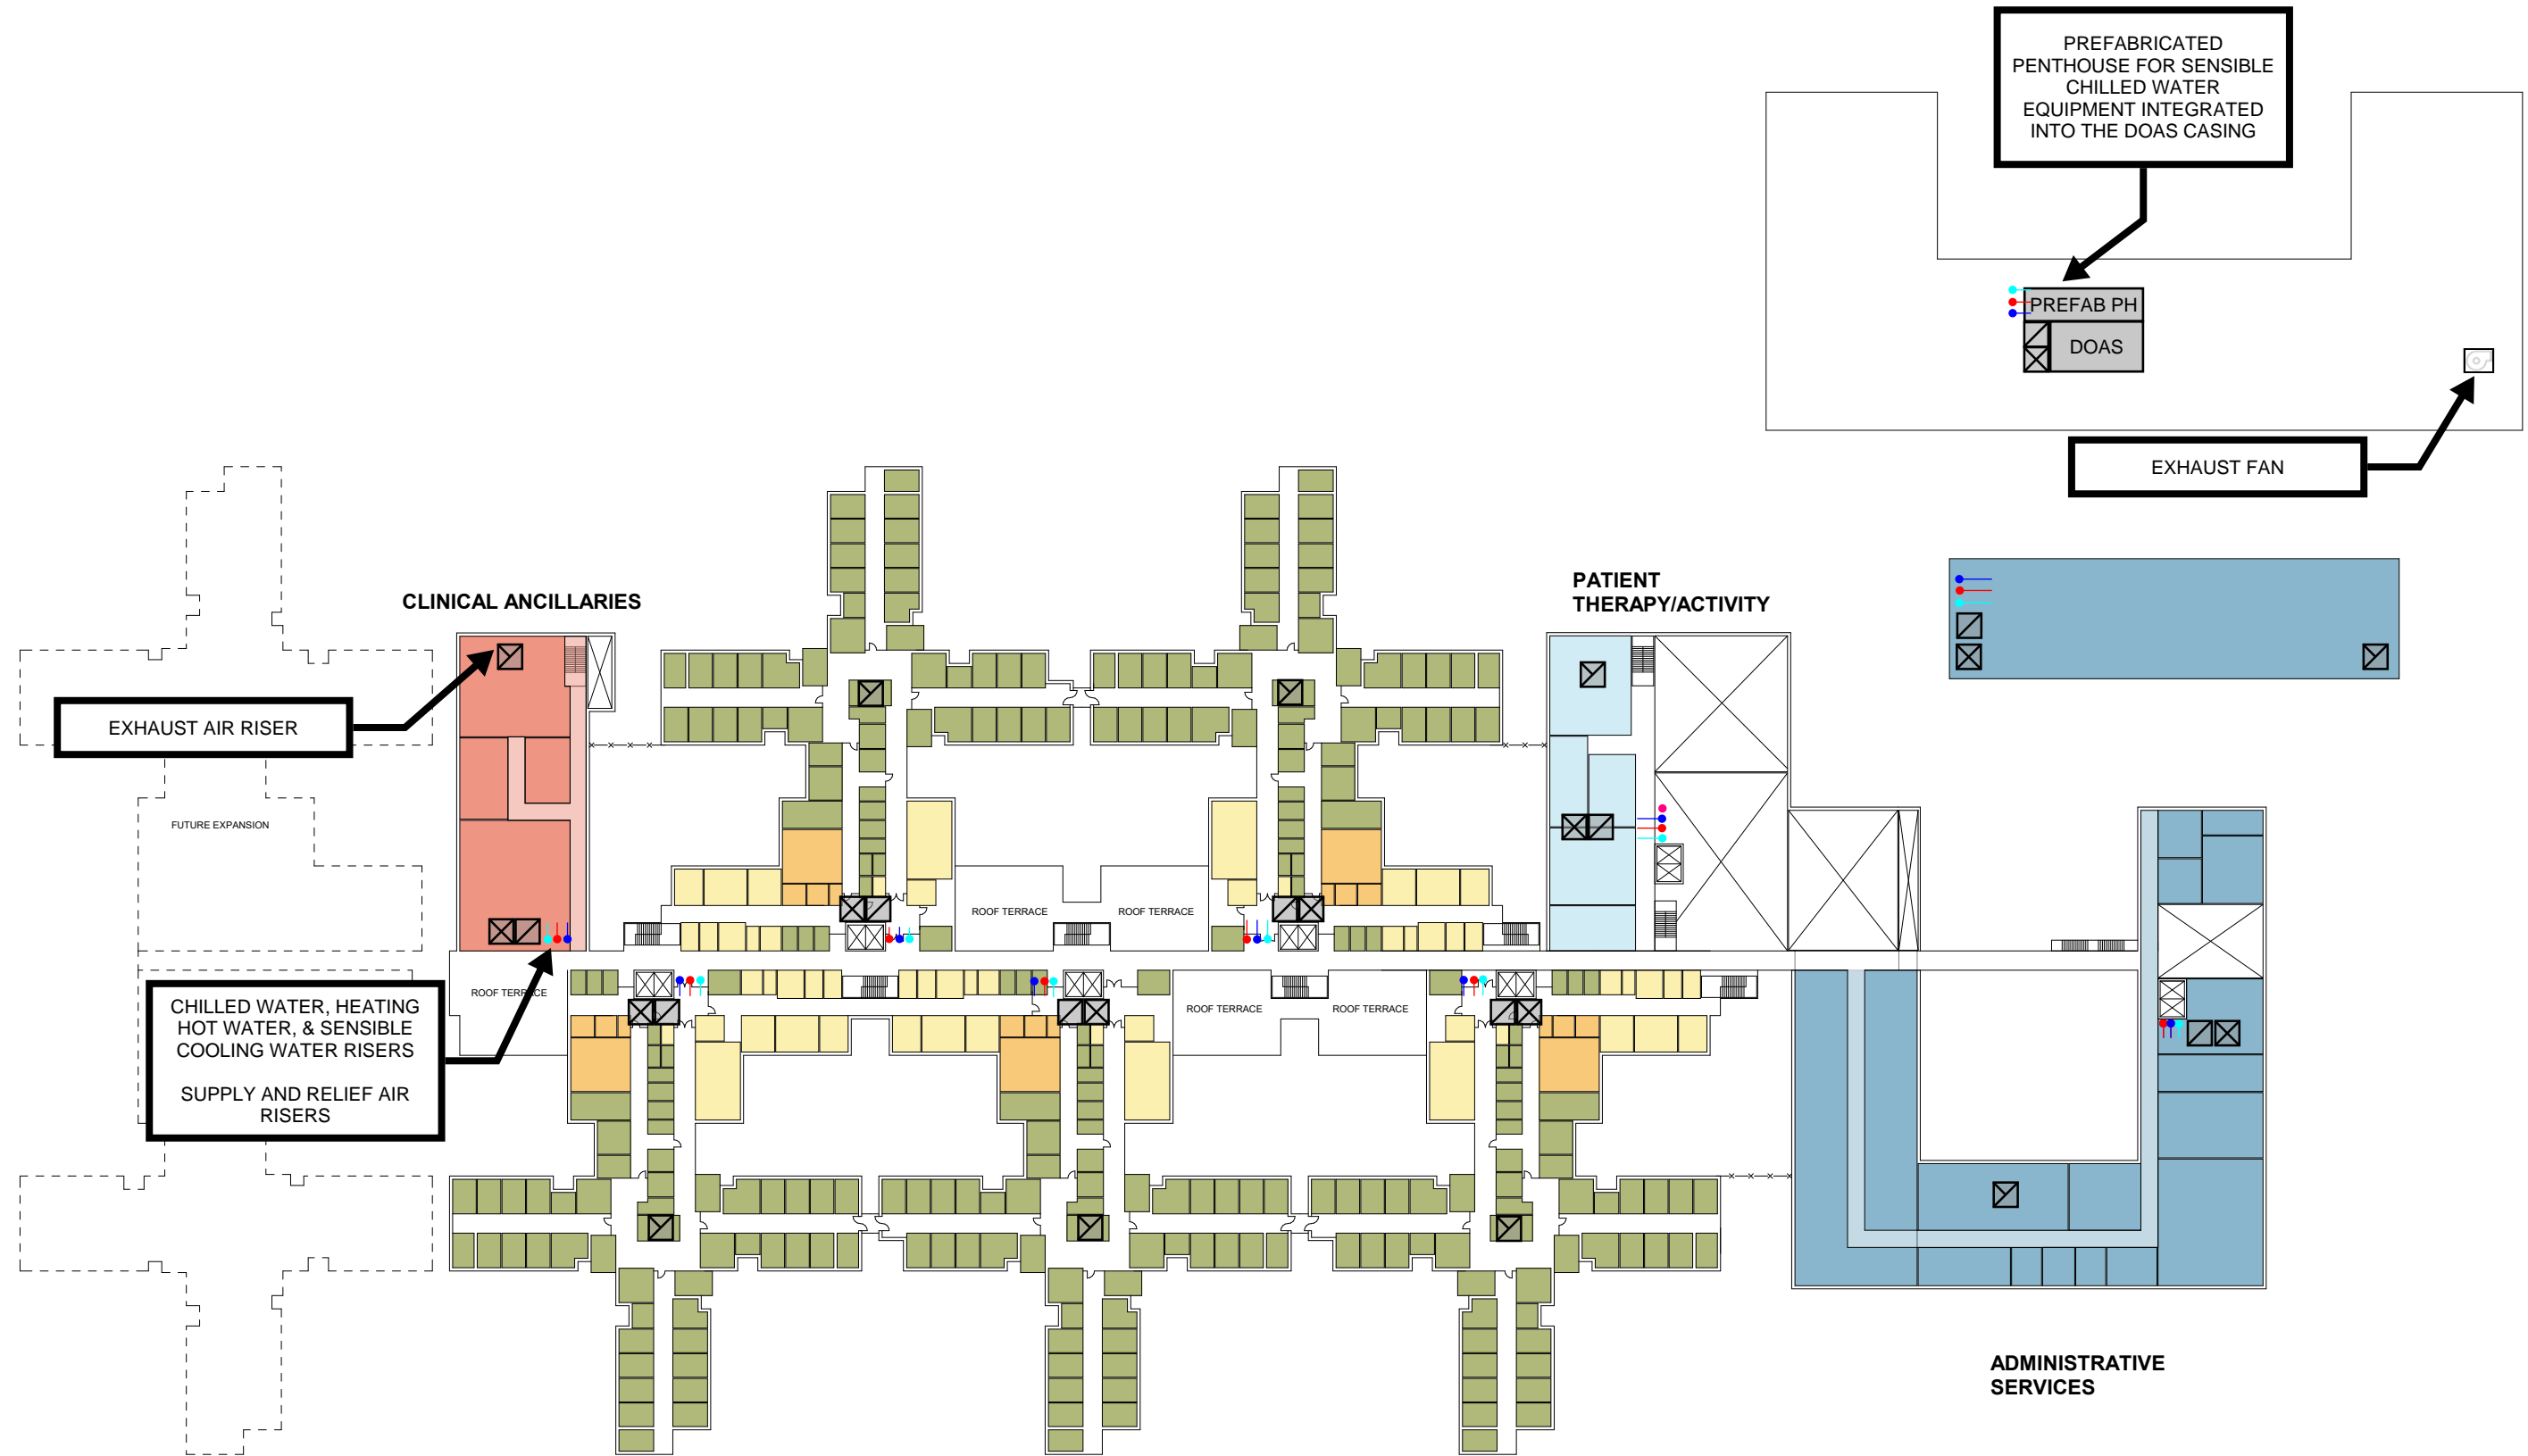 PREFABRICATED
PENTHOUSE FOR SENSIBLE
CHILLED WATER
EQUIPMENT INTEGRATED
INTO THE DOAS CASING
PREFAB PH
DOAS
EXHAUST FAN
CLINICAL ANCILLARIES
PATIENT
THERAPY/ACTIVITY
EXHAUST AIR RISER
FUTURE EXPANSION
ROOF TERRACE
ROOF TERRACE
ROOF TERRACE
ROOF TERRACE
ROOF TERRACE
CHILLED WATER, HEATING
HOT WATER, & SENSIBLE
COOLING WATER RISERS
SUPPLY AND RELIEF AIR
RISERS
ADMINISTRATIVE
SERVICES